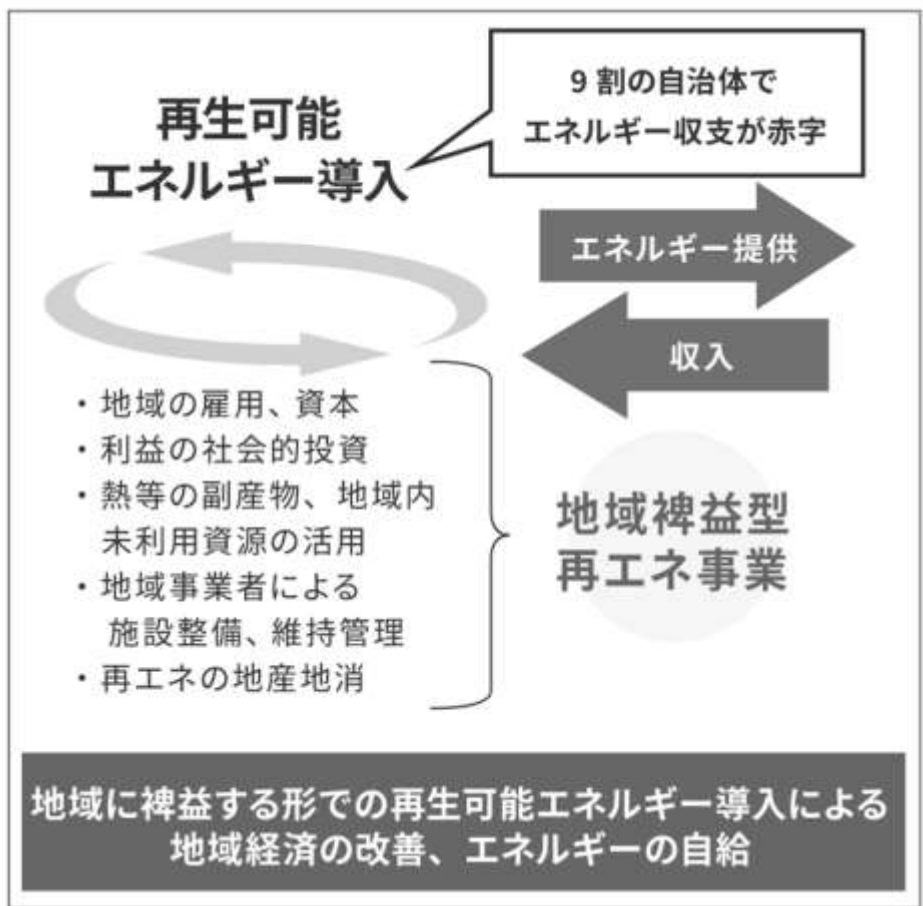 9割の自治体で
エネルギー収支が赤字
再生可能
エネルギー導入
エネルギー提供
収入
・地域の雇用、資本
・利益の社会的投資
・熱等の副産物、地域内
未利用資源の活用
・地域事業者による
施設整備、維持管理
・再エネの地産地消
地域裨益型
再エネ事業
地域に裨益する形での再生可能エネルギー導入による
地域経済の改善、エネルギーの自給